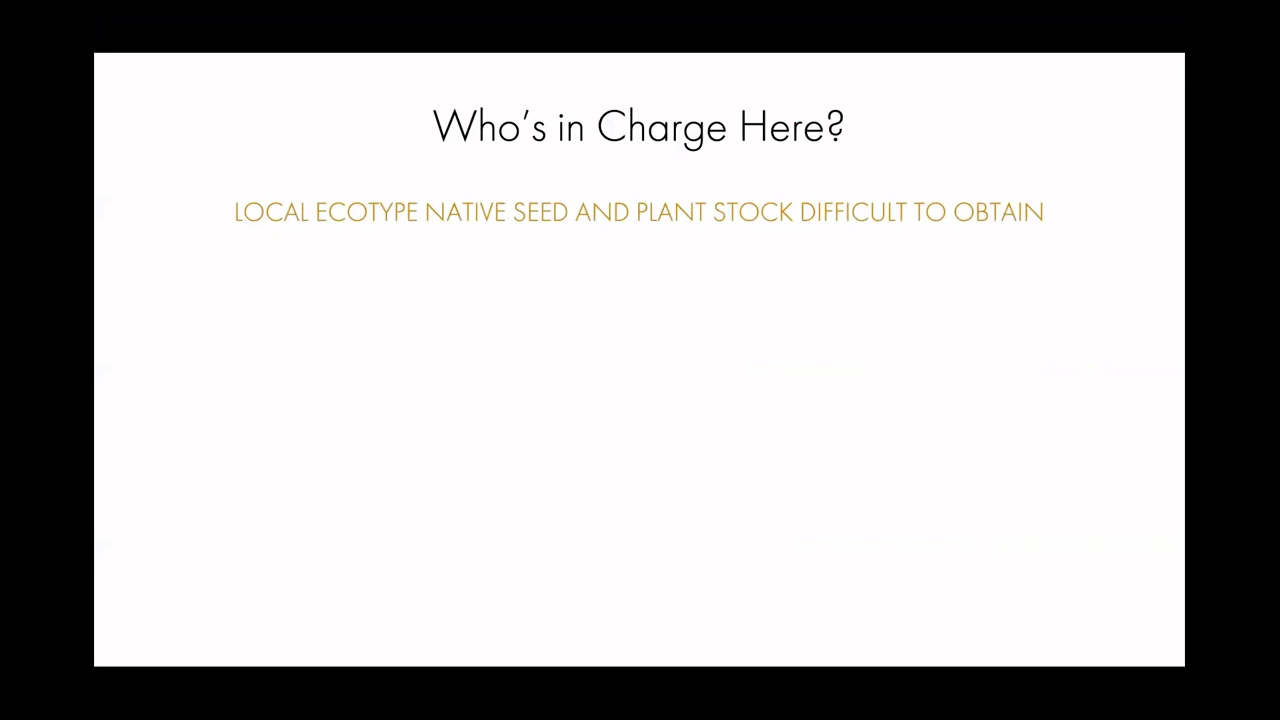 Who’s in Charge Here?
LOCAL ECOTYPE NATIVE SEED AND PLANT STOCK DIFFICULT TO OBTAIN